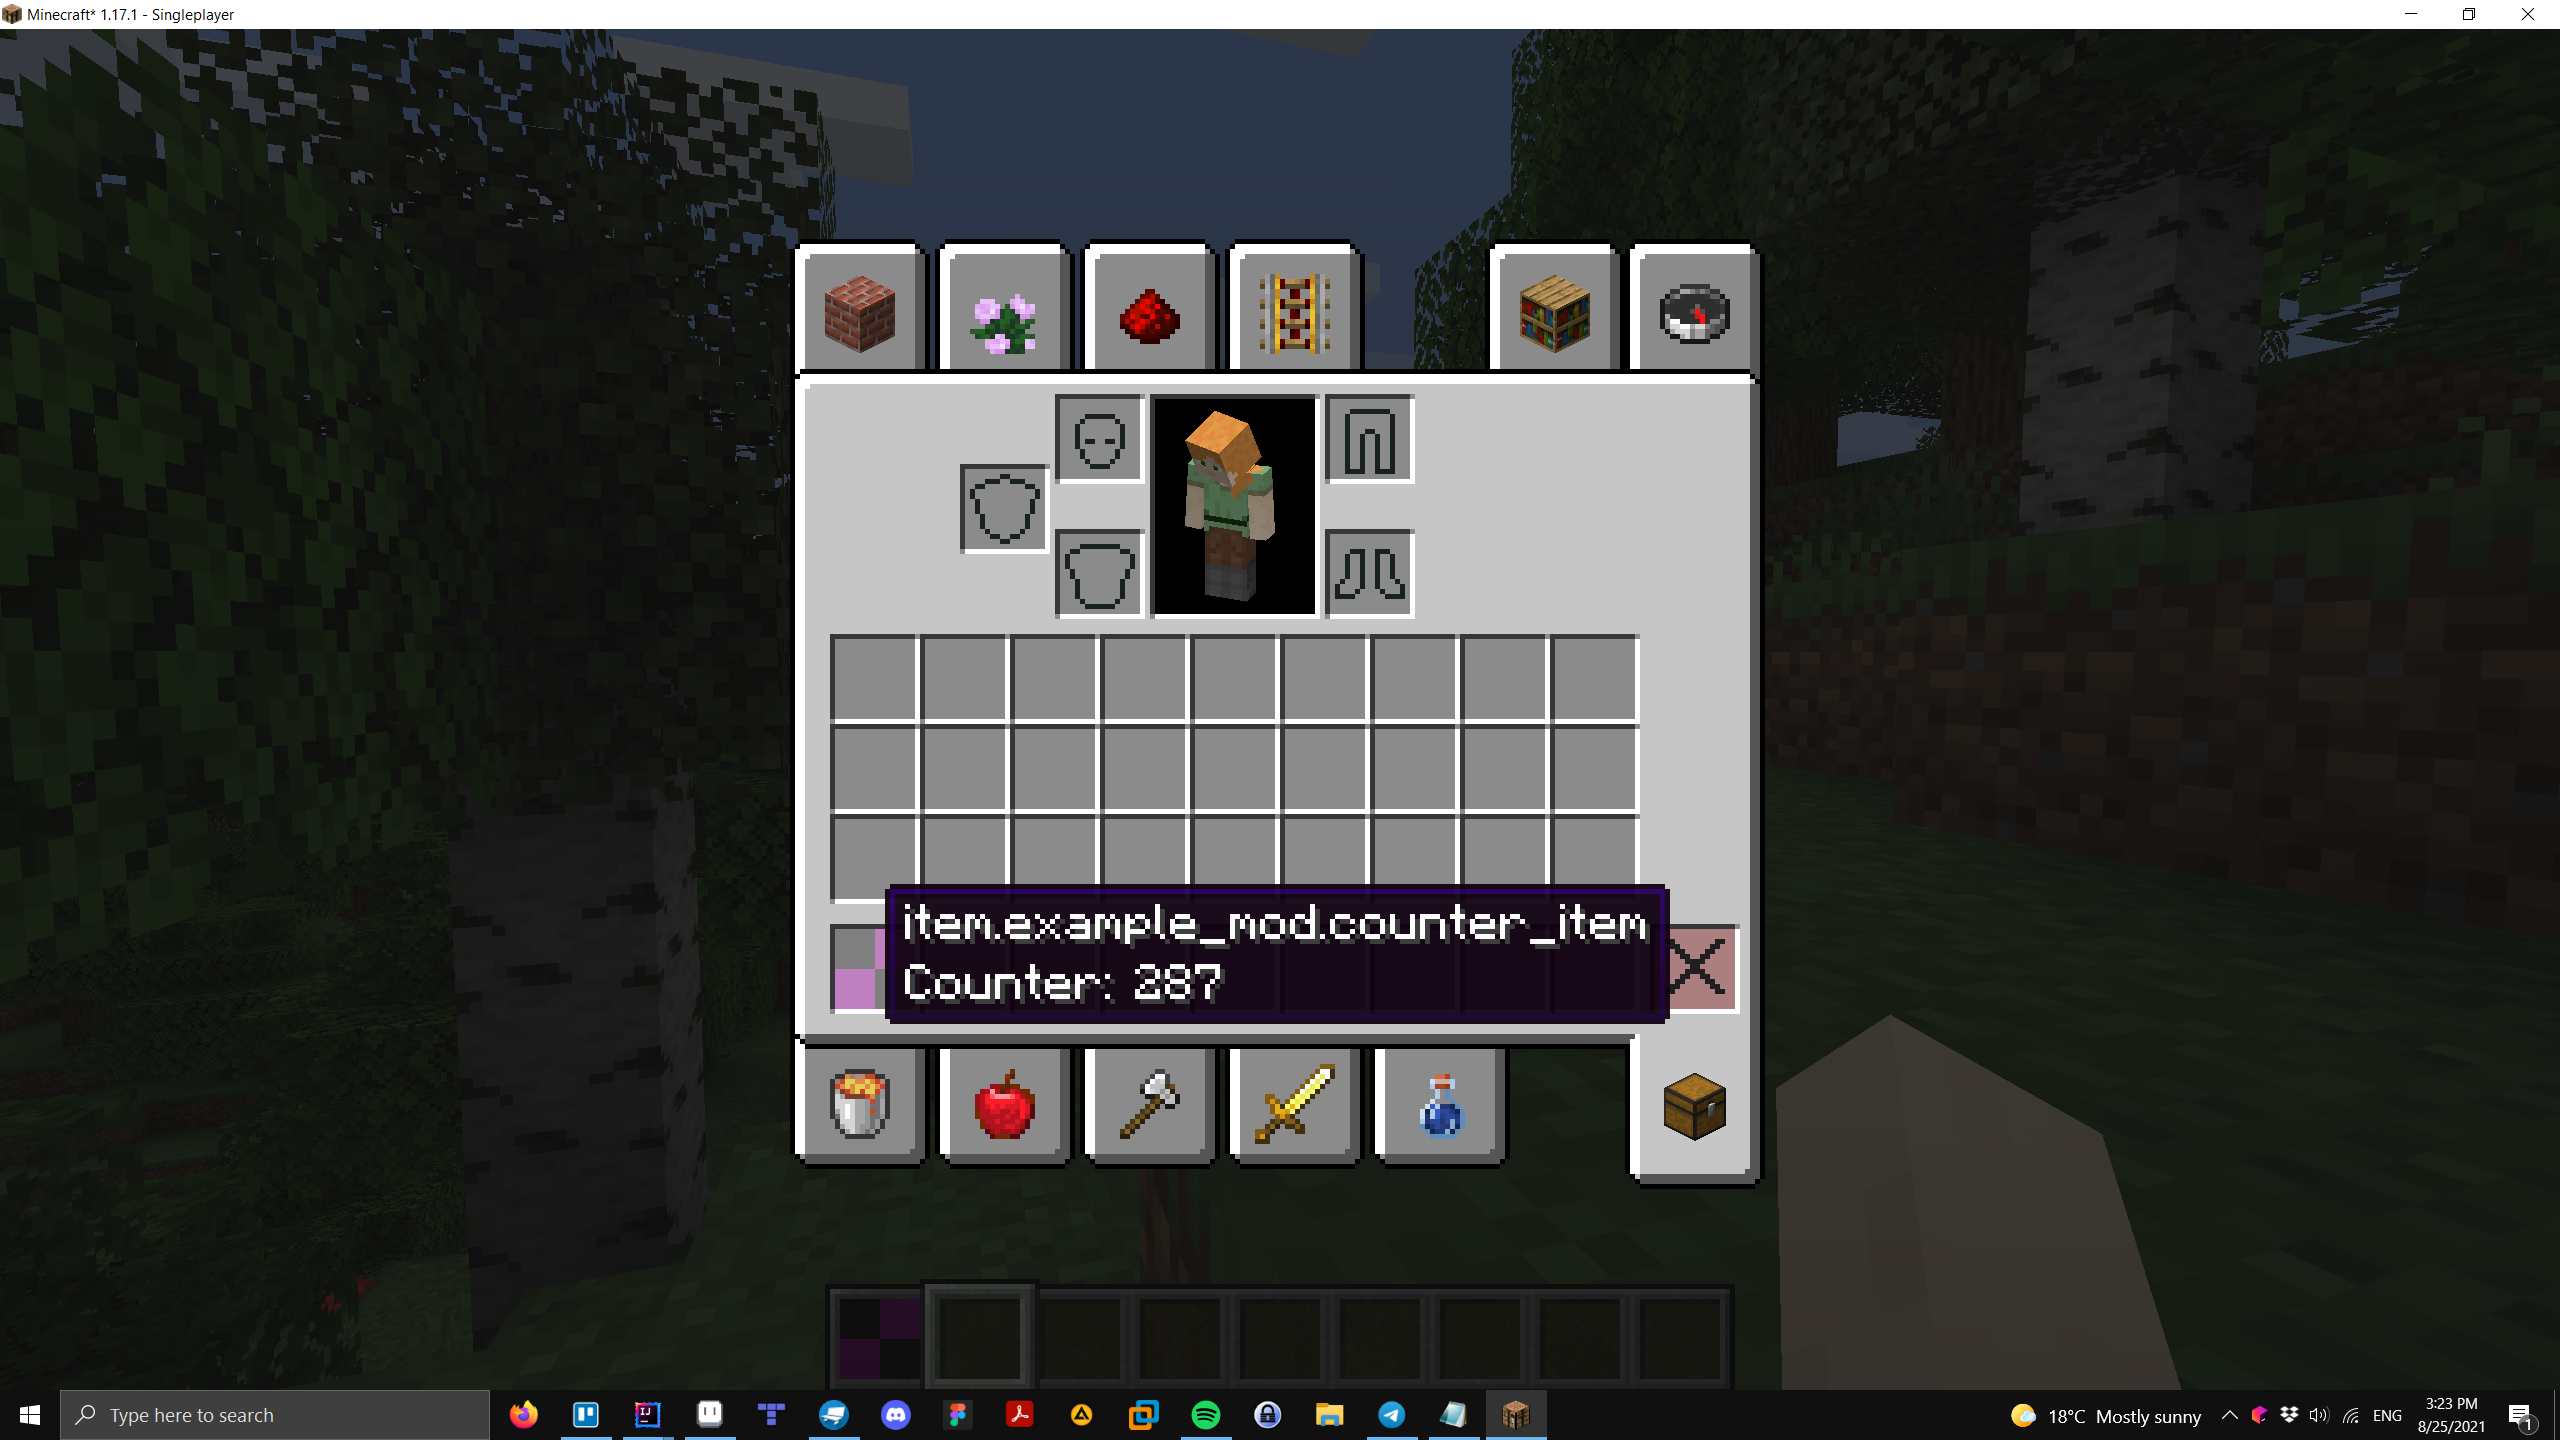 Minecraft* 1.17.1 - Singleplayer
item.example_mod.counter_item
Counter: 287
Type here to search
18°C Mostly sunny
ENG
3:23 PM
8/25/2021
1